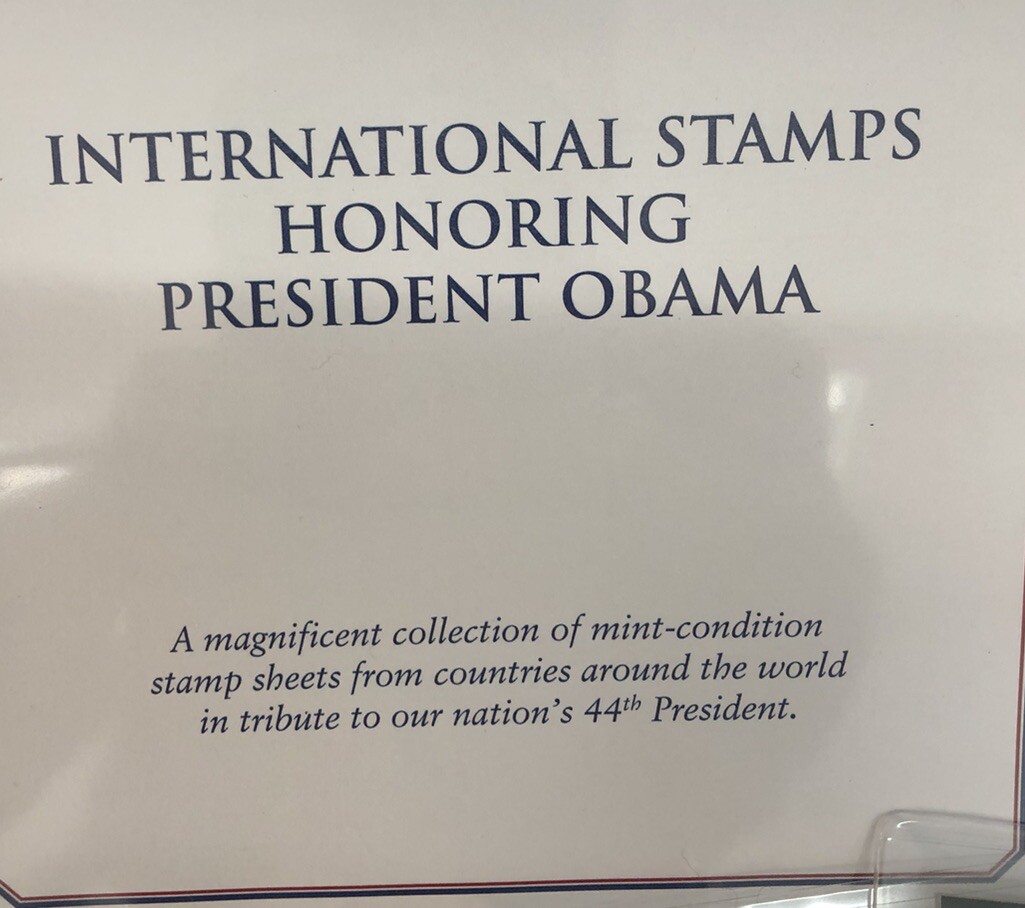 INTERNATIONAL STAMPS
HONORING
PRESIDENT OBAMA
A magnificent collection of mint-condition
stamp sheets from countries around the world
in tribute to our nation's 44th President.